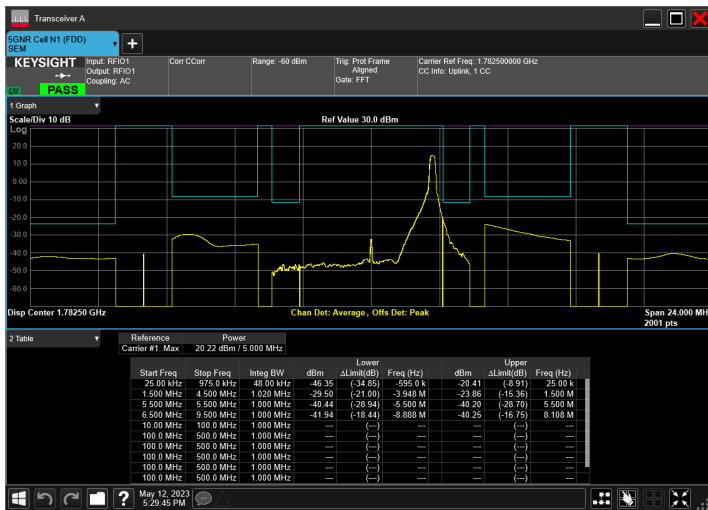 Transceiver A
5GNR Cell N1 (FDD)
SEM
KEYSIGHT
Input: RFIO1
Output: RFIO1
Coupling: AC
Corr CCorr
Range: -60 dBm
Trig: Prot Frame
Aligned
Gate: FFT
Carrier Ref Freq: 1.782500000 GHz
CC Info: Uplink, 1 CC
PASS
1 Graph
Scale/Div 10 dB
Ref Value 30.0 dBm
Log
20.0
10.0
0.00
-10.0
-20.0
-30.0
-40.0
-50.0
-60.0
Disp Center 1.78250 GHz
Chan Det: Average, Offs Det: Peak
Span 24.000 MH
2001 pts
2 Table
Reference Power
Carrier #1: Max 20.22 dBm / 5.000 MHz
Lower Upper
Start Freq Stop Freq Integ BW dBm ΔLimit(dB) Freq (Hz) dBm ΔLimit(dB) Freq (Hz)
25.00 kHz 975.0 kHz 48.00 kHz -46.35 (-34.85) -595.0 k -20.41 (-8.91) 25.00 k
1.500 MHz 4.500 MHz 1.020 MHz -29.50 (-21.00) -3.948 M -23.86 (-15.36) 1.500 M
5.500 MHz 5.500 MHz 1.000 MHz -40.44 (-28.94) -5.500 M -40.20 (-28.70) 5.500 M
6.500 MHz 9.500 MHz 1.000 MHz -41.94 (-18.44) -8.888 M -40.25 (-16.75) 8.108 M
10.00 MHz 100.0 MHz 1.000 MHz --- (---) --- --- (---) ---
100.0 MHz 500.0 MHz 1.000 MHz --- (---) --- --- (---) ---
100.0 MHz 500.0 MHz 1.000 MHz --- (---) --- --- (---) ---
100.0 MHz 500.0 MHz 1.000 MHz --- (---) --- --- (---) ---
100.0 MHz 500.0 MHz 1.000 MHz --- (---) --- --- (---) ---
100.0 MHz 500.0 MHz 1.000 MHz --- (---) --- --- (---) ---
May 12, 2023
5:29:45 PM